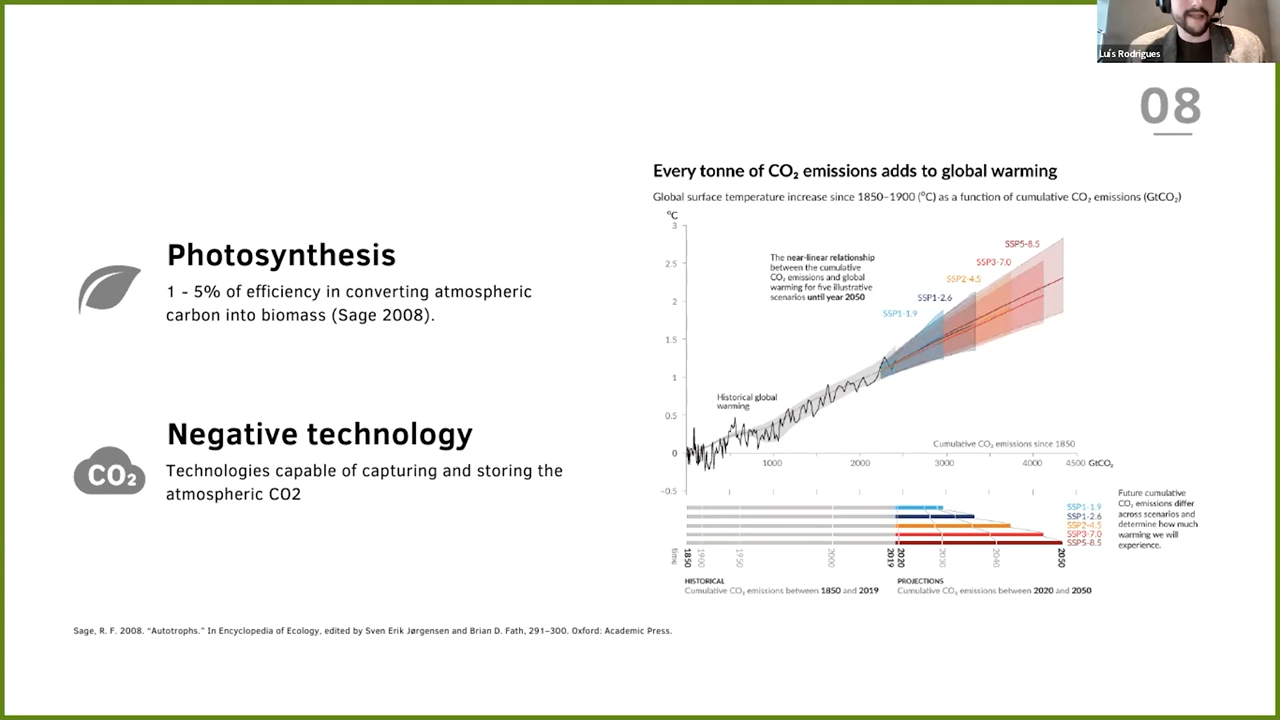 Luís Rodrigues
08
Photosynthesis
1 - 5% of efficiency in converting atmospheric
carbon into biomass (Sage 2008).
CO₂
Negative technology
Technologies capable of capturing and storing the
atmospheric CO2
Every tonne of CO₂ emissions adds to global warming
Global surface temperature increase since 1850–1900 (°C) as a function of cumulative CO₂ emissions (GtCO₂)
°C
3
2.5
2
1.5
1
0.5
0
–0.5
The near-linear relationship
between the cumulative
CO₂ emissions and global
warming for five illustrative
scenarios until year 2050
SSP5-8.5
SSP3-7.0
SSP2-4.5
SSP1-2.6
SSP1-1.9
Historical global
warming
Cumulative CO₂ emissions since 1850
1000
2000
3000
4000
4500 GtCO₂
SSP1-1.9
SSP1-2.6
SSP2-4.5
SSP3-7.0
SSP5-8.5
Future cumulative
CO₂ emissions differ
across scenarios and
determine how much
warming we will
experience.
time
1850
1900
1950
2000
2019
2020
2030
2040
2050
HISTORICAL
Cumulative CO₂ emissions between 1850 and 2019
PROJECTIONS
Cumulative CO₂ emissions between 2020 and 2050
Sage, R. F. 2008. “Autotrophs.” In Encyclopedia of Ecology, edited by Sven Erik Jørgensen and Brian D. Fath, 291–300. Oxford: Academic Press.